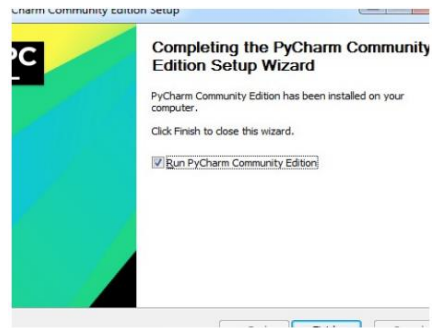 Charm Community Edition Setup
PC
Completing the PyCharm Community
Edition Setup Wizard
PyCharm Community Edition has been installed on your
computer.
Click Finish to close this wizard.
Run PyCharm Community Edition